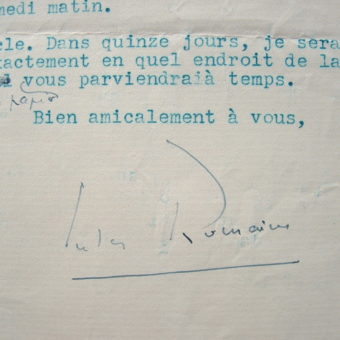 medi matin.
cle. Dans quinze jours, je sera
xactement en quel endroit de la
vous parviendraià temps.
Bien amicalement à vous,
Jules Romains